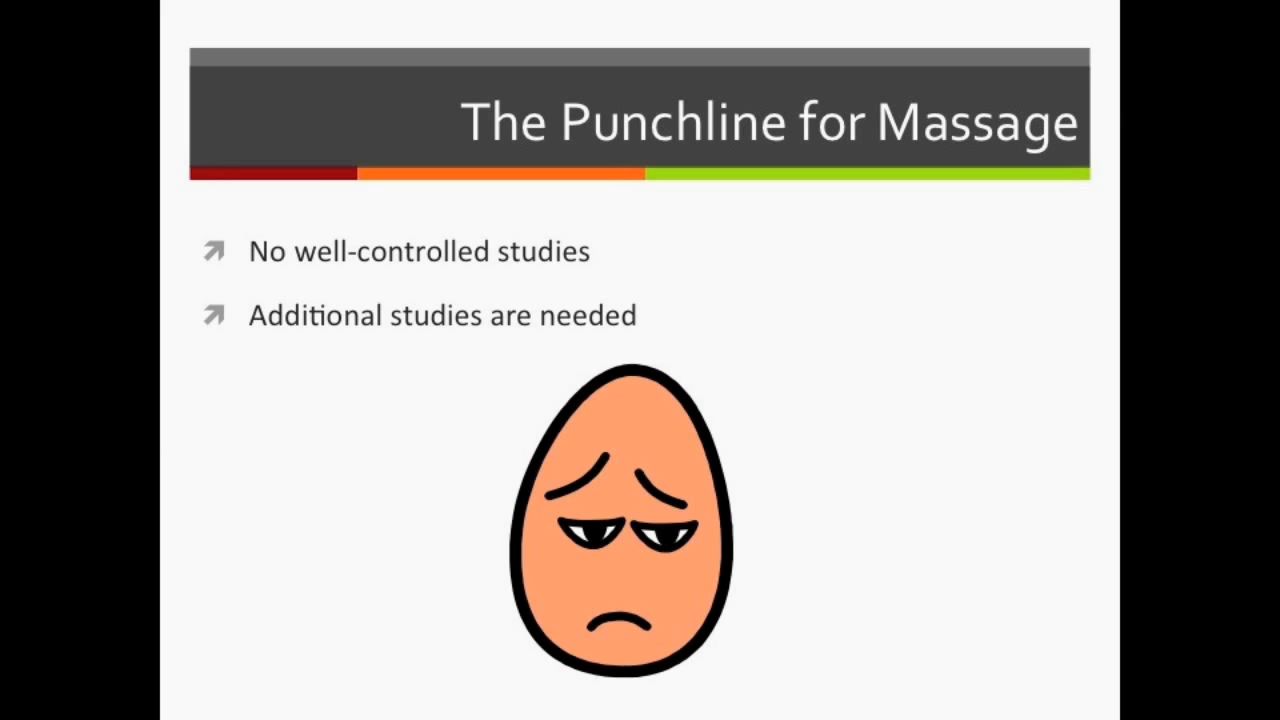 The Punchline for Massage
No well-controlled studies
Additional studies are needed